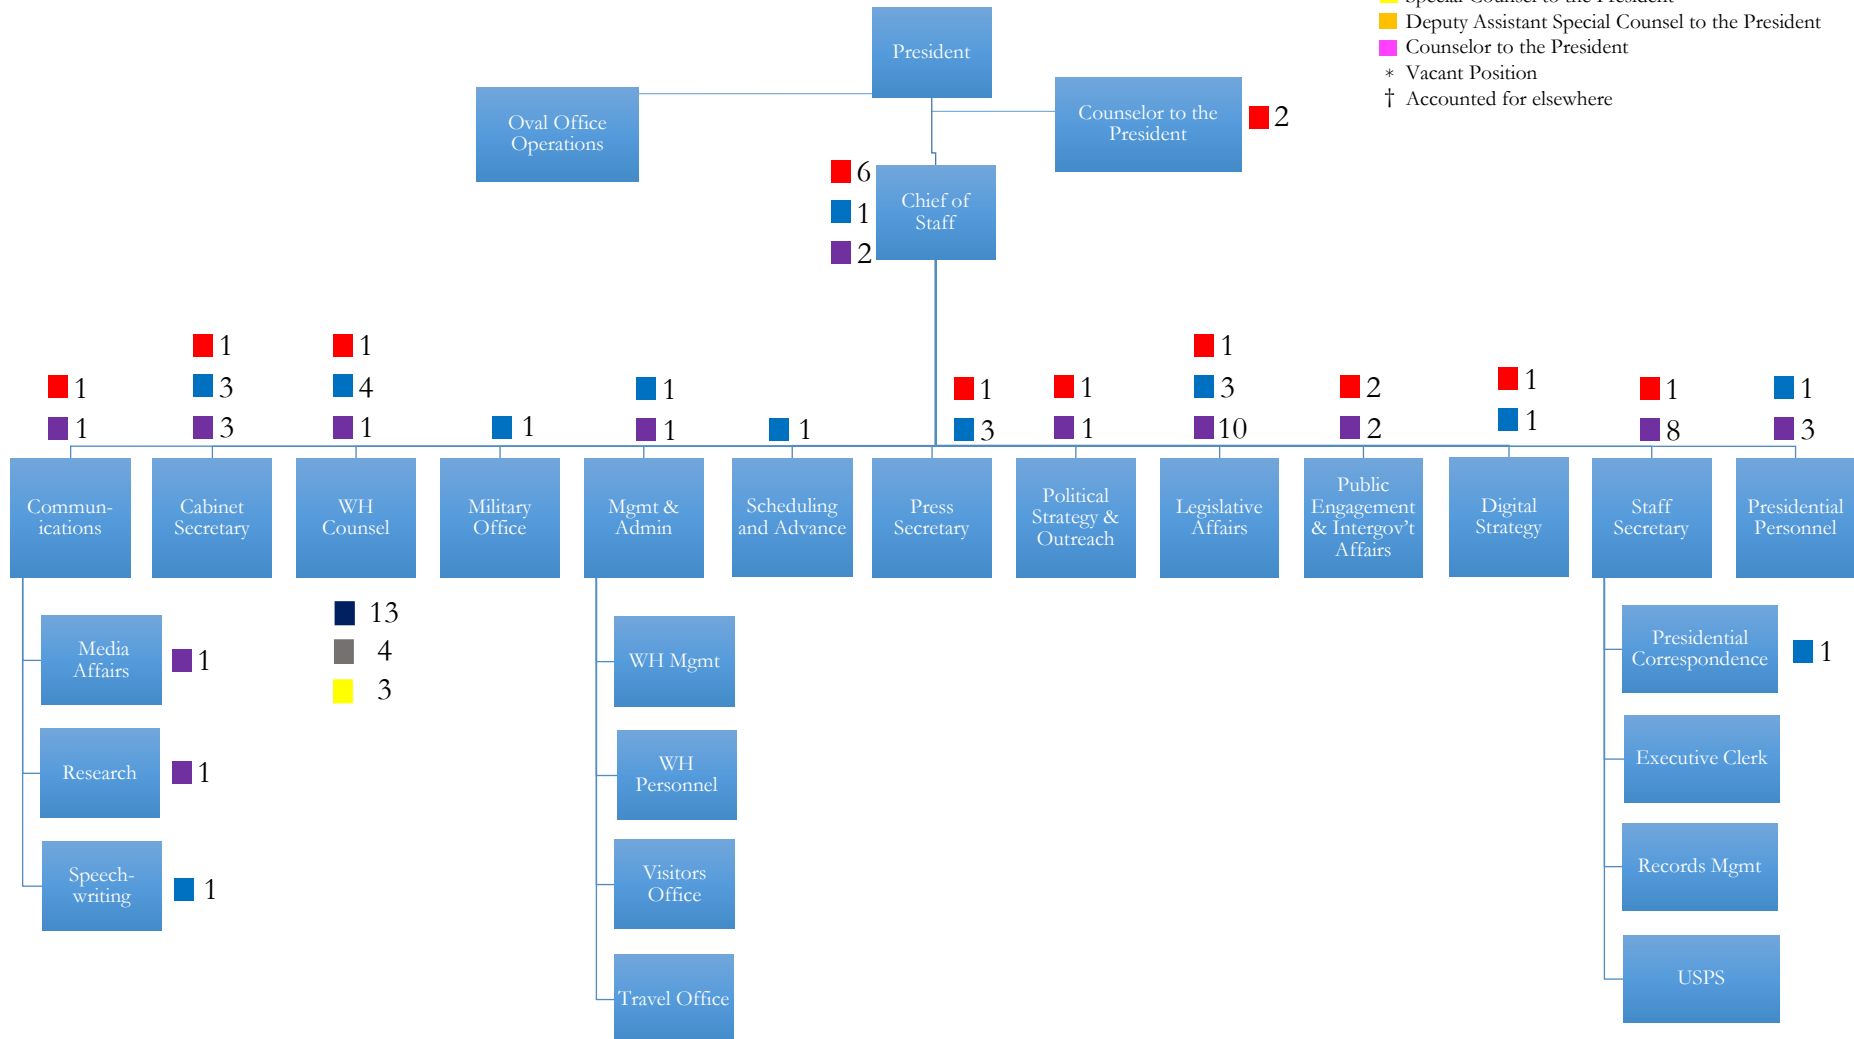 Special Counsel to the President
Deputy Assistant Special Counsel to the President
Counselor to the President
* Vacant Position
† Accounted for elsewhere
President
Oval Office
Operations
Counselor to the
President
2
6
1
2
Chief of
Staff
1
1
1
3
3
1
4
1
1
1
1
1
1
3
1
1
1
3
10
2
2
1
1
1
8
1
3
Commun-
ications
Cabinet
Secretary
WH
Counsel
Military
Office
Mgmt &
Admin
Scheduling
and Advance
Press
Secretary
Political
Strategy &
Outreach
Legislative
Affairs
Public
Engagement
& Intergov't
Affairs
Digital
Strategy
Staff
Secretary
Presidential
Personnel
Media
Affairs
1
Research
1
Speech-
writing
1
13
4
3
WH Mgmt
WH
Personnel
Visitors
Office
Travel Office
Presidential
Correspondence
1
Executive Clerk
Records Mgmt
USPS